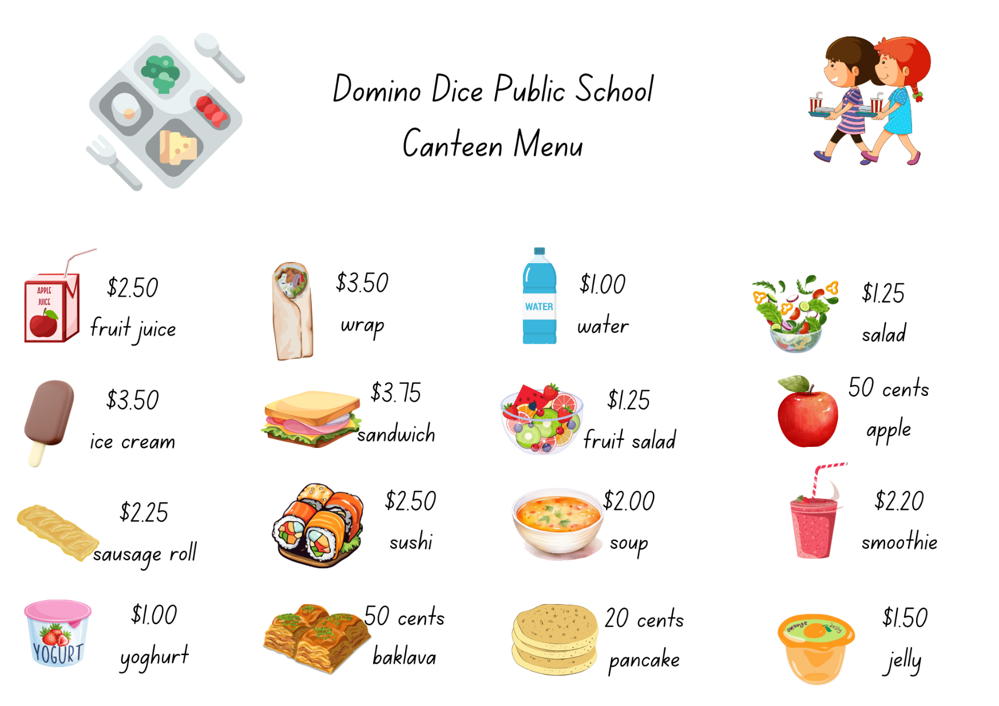 Domino Dice Public School
Canteen Menu
APPLE
JUICE
$2.50
fruit juice
$3.50
wrap
WATER
$1.00
water
$1.25
salad
$3.50
ice cream
$3.75
sandwich
$1.25
fruit salad
50 cents
apple
$2.25
sausage roll
$2.50
sushi
$2.00
soup
$2.20
smoothie
YOGURT
$1.00
yoghurt
50 cents
baklava
20 cents
pancake
orange jelly
$1.50
jelly